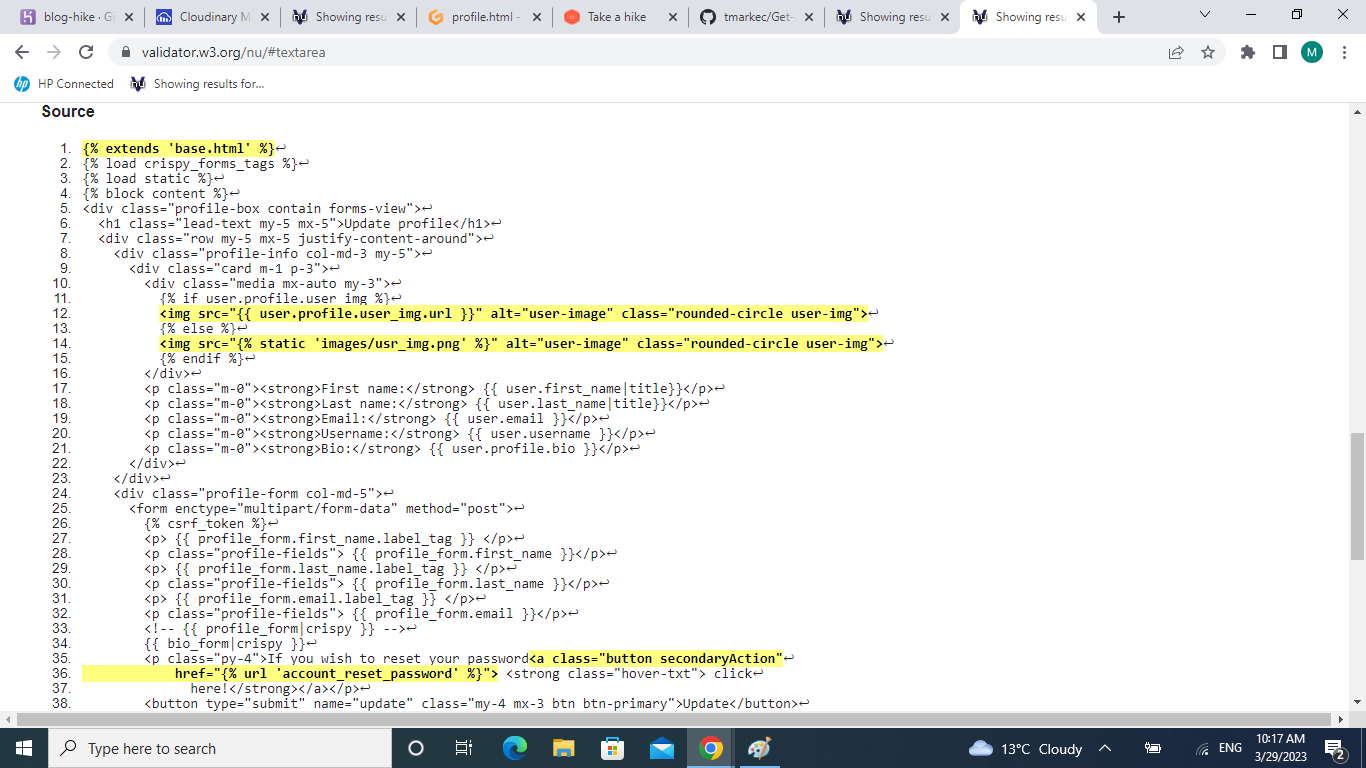 blog-hike · Gi
Cloudinary M
Showing resu
profile.html -
Take a hike
tmarkec/Get-
Showing resu
Showing resu
validator.w3.org/nu/#textarea
M
HP Connected
Showing results for...
Source
1. {% extends 'base.html' %}↩
2. {% load crispy_forms_tags %}↩
3. {% load static %}↩
4. {% block content %}↩
5. <div class="profile-box contain forms-view">↩
6. <h1 class="lead-text my-5 mx-5">Update profile</h1>↩
7. <div class="row my-5 mx-5 justify-content-around">↩
8. <div class="profile-info col-md-3 my-5">↩
9. <div class="card m-1 p-3">↩
10. <div class="media mx-auto my-3">↩
11. {% if user.profile.user_img %}↩
12. <img src="{{ user.profile.user_img.url }}" alt="user-image" class="rounded-circle user-img">↩
13. {% else %}↩
14. <img src="{% static 'images/usr_img.png' %}" alt="user-image" class="rounded-circle user-img">↩
15. {% endif %}↩
16. </div>↩
17. <p class="m-0"><strong>First name:</strong> {{ user.first_name|title}}</p>↩
18. <p class="m-0"><strong>Last name:</strong> {{ user.last_name|title}}</p>↩
19. <p class="m-0"><strong>Email:</strong> {{ user.email }}</p>↩
20. <p class="m-0"><strong>Username:</strong> {{ user.username }}</p>↩
21. <p class="m-0"><strong>Bio:</strong> {{ user.profile.bio }}</p>↩
22. </div>↩
23. </div>↩
24. <div class="profile-form col-md-5">↩
25. <form enctype="multipart/form-data" method="post">↩
26. {% csrf_token %}↩
27. <p> {{ profile_form.first_name.label_tag }} </p>↩
28. <p class="profile-fields"> {{ profile_form.first_name }}</p>↩
29. <p> {{ profile_form.last_name.label_tag }} </p>↩
30. <p class="profile-fields"> {{ profile_form.last_name }}</p>↩
31. <p> {{ profile_form.email.label_tag }} </p>↩
32. <p class="profile-fields"> {{ profile_form.email }}</p>↩
33. <!-- {{ profile_form|crispy }} -->↩
34. {{ bio_form|crispy }}↩
35. <p class="py-4">If you wish to reset your password<a class="button secondaryAction"↩
36. href="{% url 'account_reset_password' %}"> <strong class="hover-txt"> click↩
37. here!</strong></a></p>↩
38. <button type="submit" name="update" class="my-4 mx-3 btn btn-primary">Update</button>↩
Type here to search
13°C Cloudy
ENG
10:17 AM
3/29/2023
2